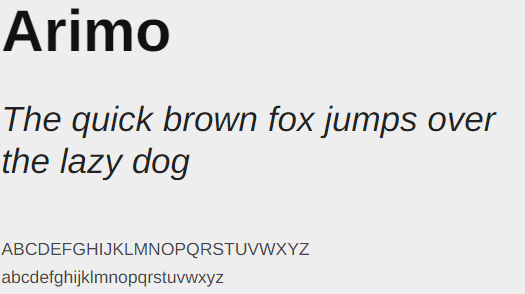 Arimo
The quick brown fox jumps over
the lazy dog
ABCDEFGHIJKLMNOPQRSTUVWXYZ
abcdefghijklmnopqrstuvwxyz